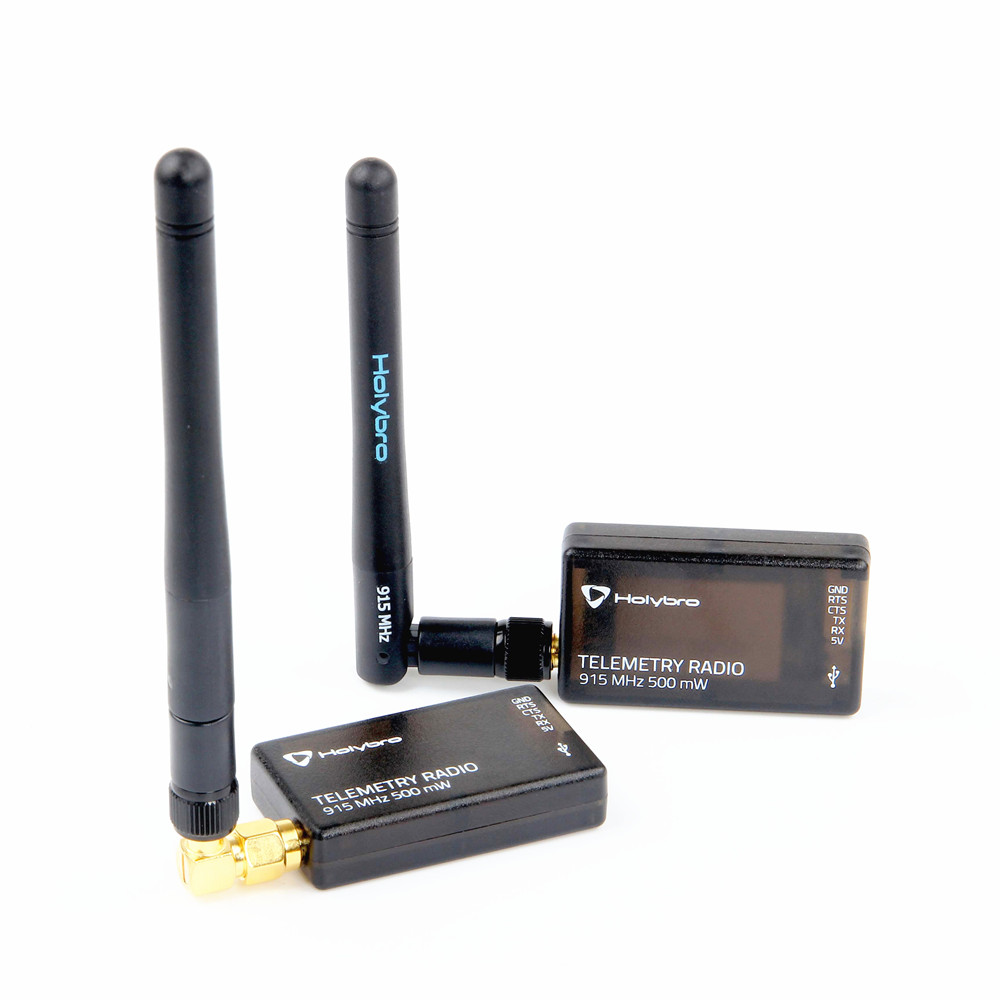 Holybro
915 MHz
Holybro
TELEMETRY RADIO
915 MHz 500 mW
GND
RTS
CTS
TX
RX
5V
Holybro
TELEMETRY RADIO
915 MHz 500 mW
GND
RTS
CTS
TX
RX
5V